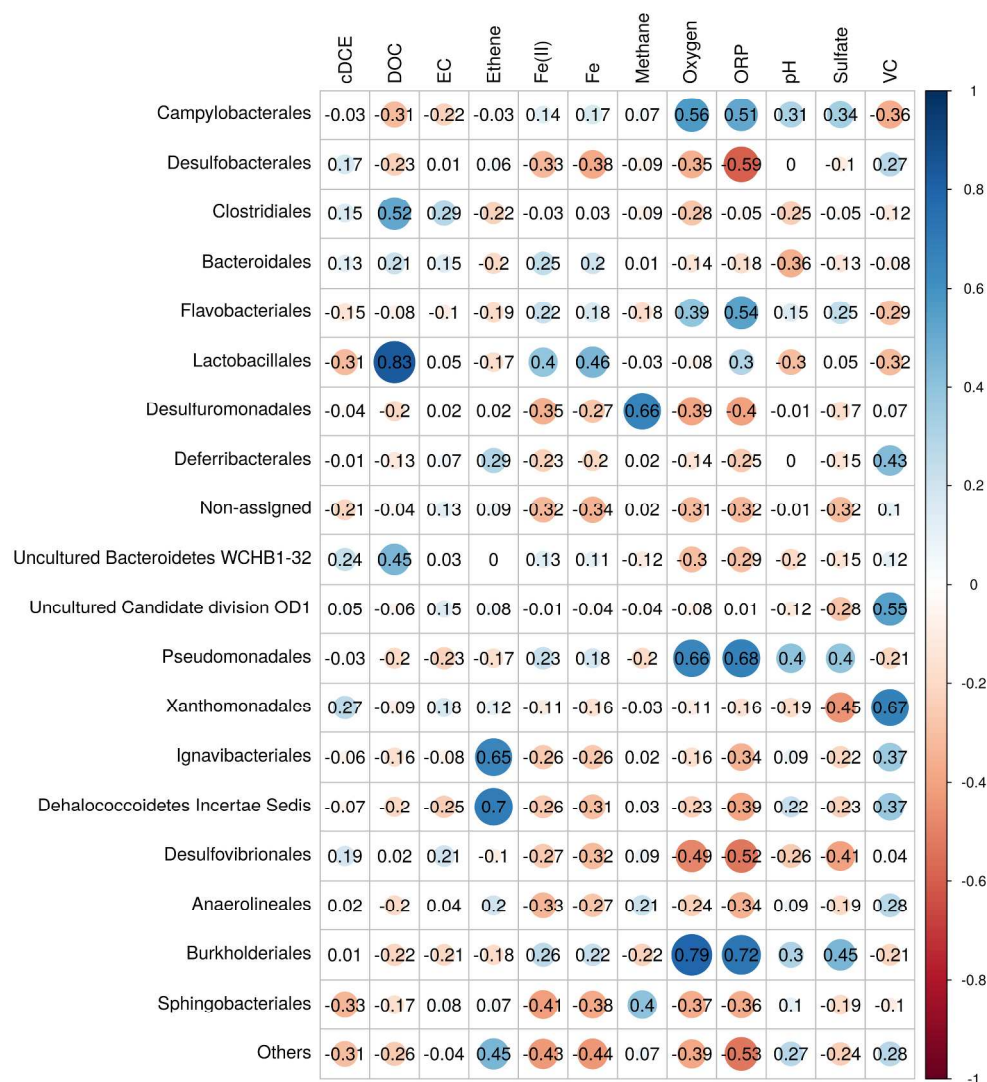 cDCE DOC EC Ethene Fe(II) Fe Methane Oxygen ORP pH Sulfate VC
Campylobacterales -0.03 -0.31 -0.22 -0.03 0.14 0.17 0.07 0.56 0.51 0.31 0.34 -0.36
Desulfobacterales 0.17 -0.23 0.01 0.06 -0.33 -0.38 -0.09 -0.35 -0.59 0 -0.1 0.27
Clostridiales 0.15 0.52 0.29 -0.22 -0.03 0.03 -0.09 -0.28 -0.05 -0.25 -0.05 -0.12
Bacteroidales 0.13 0.21 0.15 -0.2 0.25 0.2 0.01 -0.14 -0.18 -0.36 -0.13 -0.08
Flavobacteriales -0.15 -0.08 -0.1 -0.19 0.22 0.18 -0.18 0.39 0.54 0.15 0.25 -0.29
Lactobacillales -0.31 0.83 0.05 -0.17 0.4 0.46 -0.03 -0.08 0.3 -0.3 0.05 -0.32
Desulfuromonadales -0.04 -0.2 0.02 0.02 -0.35 -0.27 0.66 -0.39 -0.4 -0.01 -0.17 0.07
Deferribacterales -0.01 -0.13 0.07 0.29 -0.23 -0.2 0.02 -0.14 -0.25 0 -0.15 0.43
Non-assigned -0.21 -0.04 0.13 0.09 -0.32 -0.34 0.02 -0.31 -0.32 -0.01 -0.32 0.1
Uncultured Bacteroidetes WCHB1-32 0.24 0.45 0.03 0 0.13 0.11 -0.12 -0.3 -0.29 -0.2 -0.15 0.12
Uncultured Candidate division OD1 0.05 -0.06 0.15 0.08 -0.01 -0.04 -0.04 -0.08 0.01 -0.12 -0.28 0.55
Pseudomonadales -0.03 -0.2 -0.23 -0.17 0.23 0.18 -0.2 0.66 0.68 0.4 0.4 -0.21
Xanthomonadales 0.27 -0.09 0.18 0.12 -0.11 -0.16 -0.03 -0.11 -0.16 -0.19 -0.45 0.67
Ignavibacteriales -0.06 -0.16 -0.08 0.65 -0.26 -0.26 0.02 -0.16 -0.34 0.09 -0.22 0.37
Dehalococcoidetes Incertae Sedis -0.07 -0.2 -0.25 0.7 -0.26 -0.31 0.03 -0.23 -0.39 0.22 -0.23 0.37
Desulfovibrionales 0.19 0.02 0.21 -0.1 -0.27 -0.32 0.09 -0.49 -0.52 -0.26 -0.41 0.04
Anaerolineales 0.02 -0.2 0.04 0.2 -0.33 -0.27 0.21 -0.24 -0.34 0.09 -0.19 0.28
Burkholderiales 0.01 -0.22 -0.21 -0.18 0.26 0.22 -0.22 0.79 0.72 0.3 0.45 -0.21
Sphingobacteriales -0.33 -0.17 0.08 0.07 -0.41 -0.38 0.4 -0.37 -0.36 0.1 -0.19 -0.1
Others -0.31 -0.26 -0.04 0.45 -0.43 -0.44 0.07 -0.39 -0.53 0.27 -0.24 0.28
1
0.8
0.6
0.4
0.2
0
-0.2
-0.4
-0.6
-0.8
-1